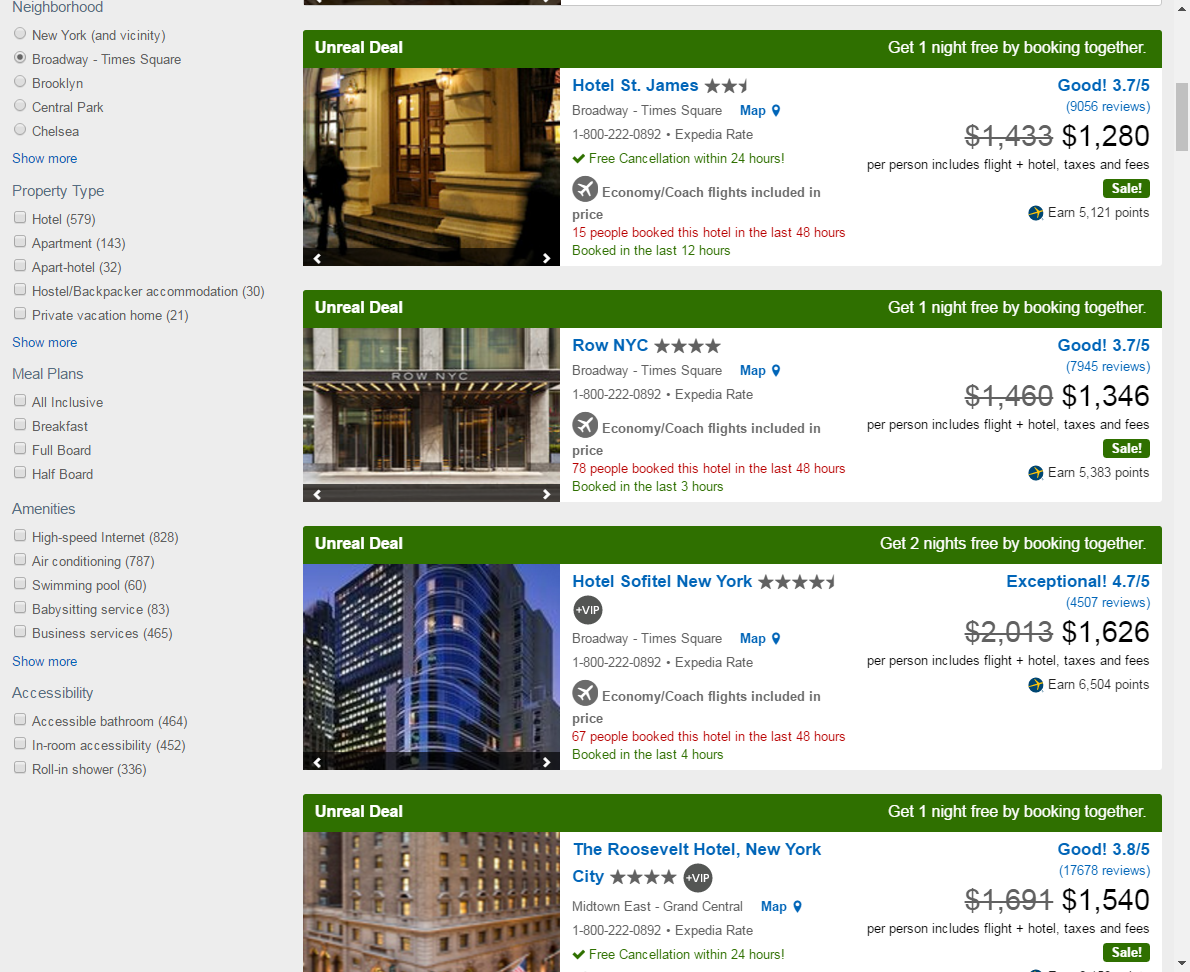 Neighborhood
New York (and vicinity)
Broadway - Times Square
Brooklyn
Central Park
Chelsea
Show more
Property Type
Hotel (579)
Apartment (143)
Apart-hotel (32)
Hostel/Backpacker accommodation (30)
Private vacation home (21)
Show more
Meal Plans
All Inclusive
Breakfast
Full Board
Half Board
Amenities
High-speed Internet (828)
Air conditioning (787)
Swimming pool (60)
Babysitting service (83)
Business services (465)
Show more
Accessibility
Accessible bathroom (464)
In-room accessibility (452)
Roll-in shower (336)
Unreal Deal
Get 1 night free by booking together.
Hotel St. James
Broadway - Times Square Map
1-800-222-0892 • Expedia Rate
Free Cancellation within 24 hours!
Economy/Coach flights included in
price
15 people booked this hotel in the last 48 hours
Booked in the last 12 hours
Good! 3.7/5
(9056 reviews)
$1,433 $1,280
per person includes flight + hotel, taxes and fees
Sale!
Earn 5,121 points
Unreal Deal
Get 1 night free by booking together.
ROW NYC
Row NYC
Broadway - Times Square Map
1-800-222-0892 • Expedia Rate
Economy/Coach flights included in
price
78 people booked this hotel in the last 48 hours
Booked in the last 3 hours
Good! 3.7/5
(7945 reviews)
$1,460 $1,346
per person includes flight + hotel, taxes and fees
Sale!
Earn 5,383 points
Unreal Deal
Get 2 nights free by booking together.
Hotel Sofitel New York
+VIP
Broadway - Times Square Map
1-800-222-0892 • Expedia Rate
Economy/Coach flights included in
price
67 people booked this hotel in the last 48 hours
Booked in the last 4 hours
Exceptional! 4.7/5
(4507 reviews)
$2,013 $1,626
per person includes flight + hotel, taxes and fees
Earn 6,504 points
Unreal Deal
Get 1 night free by booking together.
The Roosevelt Hotel, New York
City +VIP
Midtown East - Grand Central Map
1-800-222-0892 • Expedia Rate
Free Cancellation within 24 hours!
Good! 3.8/5
(17678 reviews)
$1,691 $1,540
per person includes flight + hotel, taxes and fees
Sale!